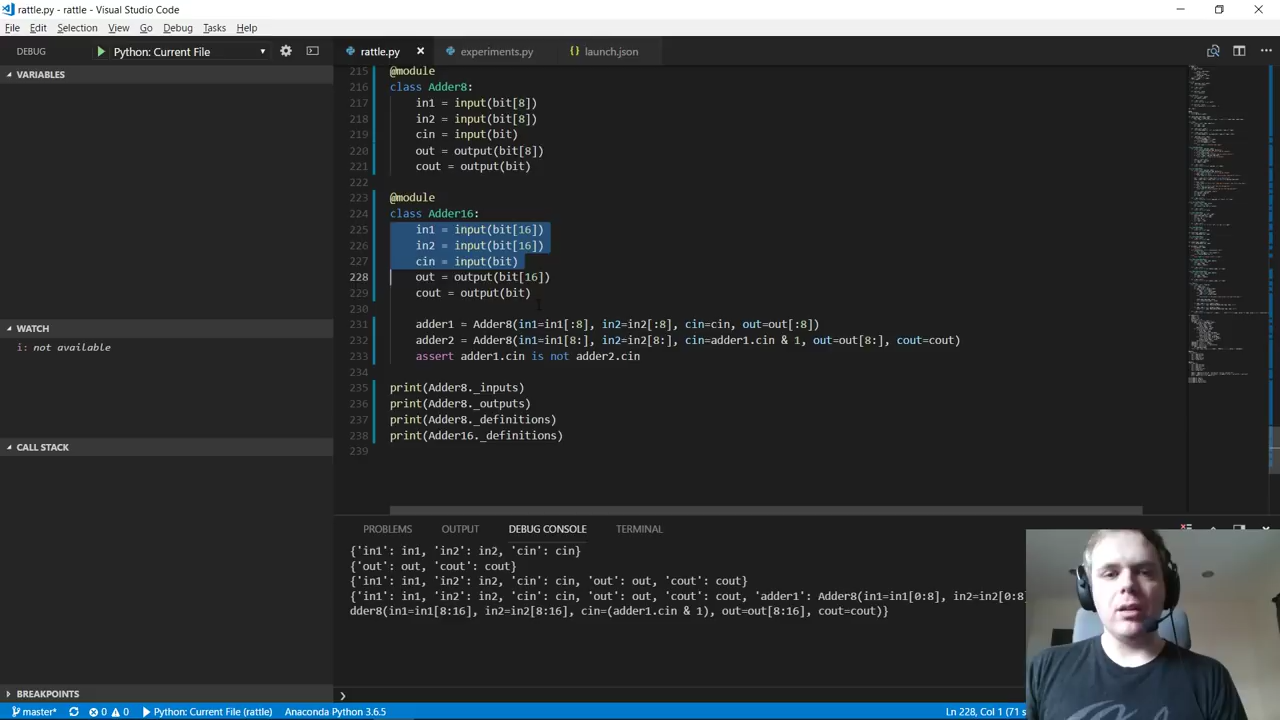 rattle.py - rattle - Visual Studio Code
File Edit Selection View Go Debug Tasks Help
DEBUG Python: Current File
rattle.py experiments.py launch.json
VARIABLES
WATCH
i: not available
CALL STACK
BREAKPOINTS
215 @module
216 class Adder8:
217 in1 = input(bit[8])
218 in2 = input(bit[8])
219 cin = input(bit)
220 out = output(bit[8])
221 cout = output(bit)
222
223 @module
224 class Adder16:
225 in1 = input(bit[16])
226 in2 = input(bit[16])
227 cin = input(bit)
228 out = output(bit[16])
229 cout = output(bit)
230
231 adder1 = Adder8(in1=in1[:8], in2=in2[:8], cin=cin, out=out[:8])
232 adder2 = Adder8(in1=in1[8:], in2=in2[8:], cin=adder1.cin & 1, out=out[8:], cout=cout)
233 assert adder1.cin is not adder2.cin
234
235 print(Adder8._inputs)
236 print(Adder8._outputs)
237 print(Adder8._definitions)
238 print(Adder16._definitions)
239
PROBLEMS OUTPUT DEBUG CONSOLE TERMINAL
{'in1': in1, 'in2': in2, 'cin': cin}
{'out': out, 'cout': cout}
{'in1': in1, 'in2': in2, 'cin': cin, 'out': out, 'cout': cout}
{'in1': in1, 'in2': in2, 'cin': cin, 'out': out, 'cout': cout, 'adder1': Adder8(in1=in1[0:8], in2=in2[0:8]
dder8(in1=in1[8:16], in2=in2[8:16], cin=(adder1.cin & 1), out=out[8:16], cout=cout)}
master* 0 0 Python: Current File (rattle) Anaconda Python 3.6.5 Ln 228, Col 1 (71 s